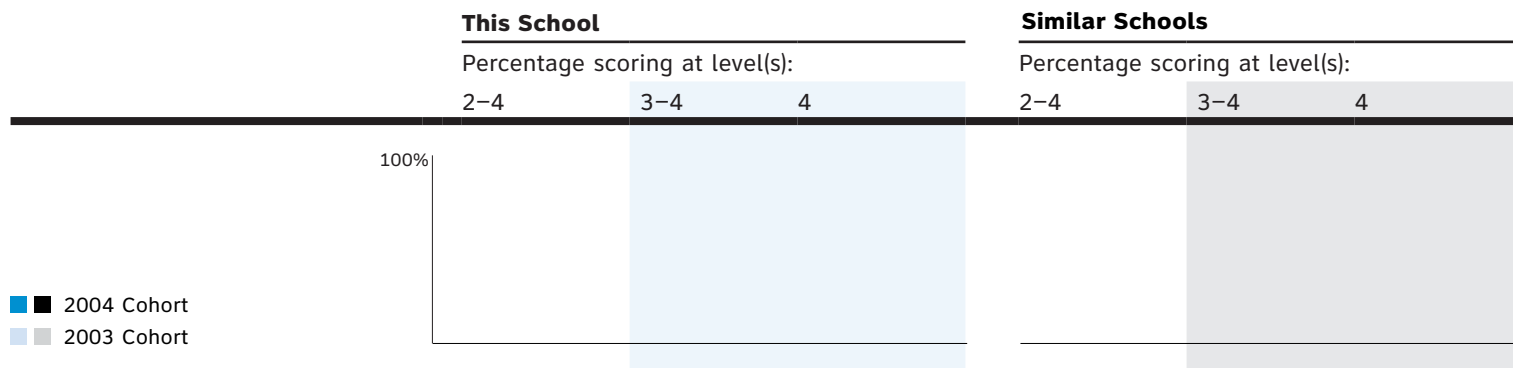 This School
Similar Schools
Percentage scoring at level(s):
Percentage scoring at level(s):
2–4 3–4 4
2–4 3–4 4
100%
2004 Cohort
2003 Cohort